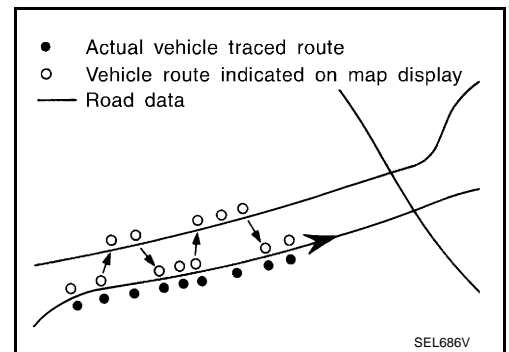 Actual vehicle traced route
Vehicle route indicated on map display
Road data
SEL686V